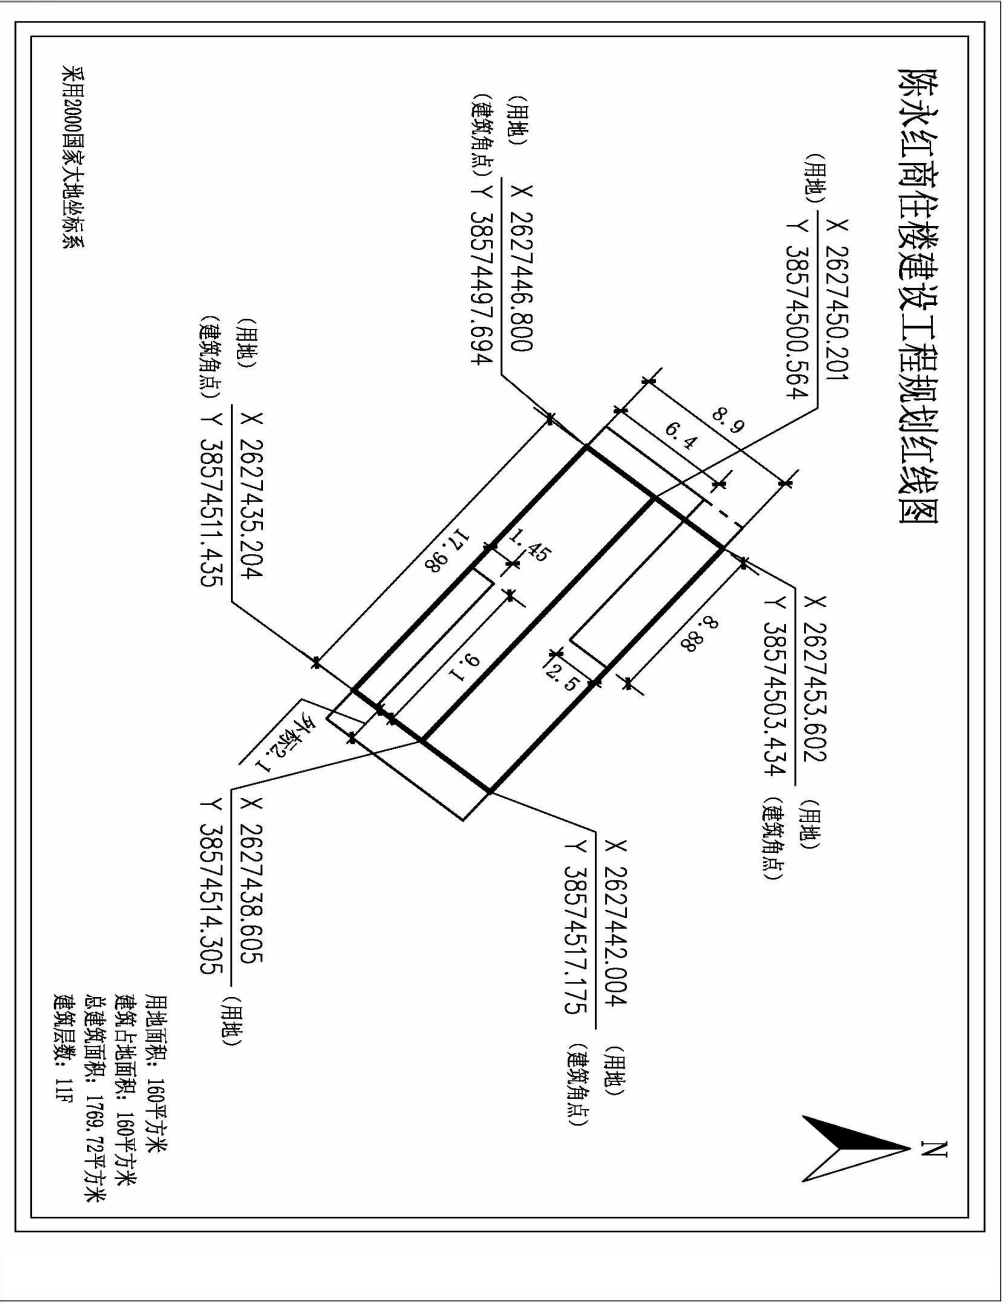 陈永红商住楼建设工程规划红线图
N
(用地)
X 2627450.201
Y 38574500.564
X 2627453.602
Y 38574503.434
(用地)
(建筑角点)
(用地)
(建筑角点)
X 2627446.800
Y 38574497.694
X 2627442.004
Y 38574517.175
(用地)
(建筑角点)
(用地)
(建筑角点)
X 2627435.204
Y 38574511.435
X 2627438.605
Y 38574514.305
(用地)
8.9
6.4
8.88
1.45
17.98
9.1
2.5
外标2.1
用地面积：160平方米
建筑占地面积：160平方米
总建筑面积：1769.72平方米
建筑层数：11F
采用2000国家大地坐标系